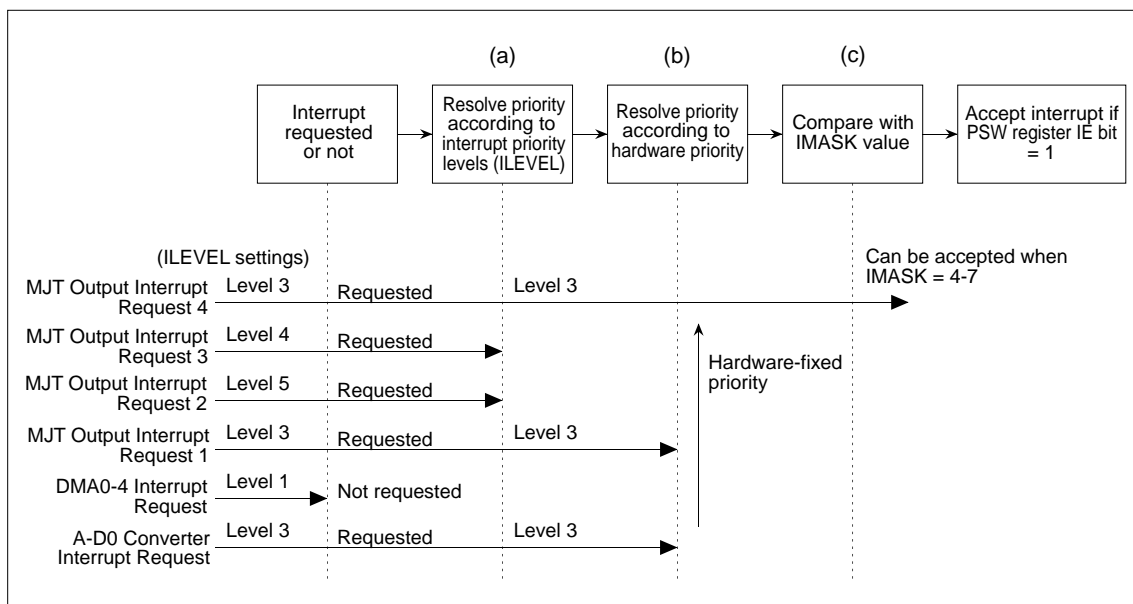 (a)
(b)
(c)
Interrupt
requested
or not
Resolve priority
according to
interrupt priority
levels (ILEVEL)
Resolve priority
according to
hardware priority
Compare with
IMASK value
Accept interrupt if
PSW register IE bit
= 1
(ILEVEL settings)
Can be accepted when
IMASK = 4-7
MJT Output Interrupt
Request 4
Level 3
Requested
Level 3
MJT Output Interrupt
Request 3
Level 4
Requested
Hardware-fixed
priority
MJT Output Interrupt
Request 2
Level 5
Requested
MJT Output Interrupt
Request 1
Level 3
Requested
Level 3
DMA0-4 Interrupt
Request
Level 1
Not requested
A-D0 Converter
Interrupt Request
Level 3
Requested
Level 3